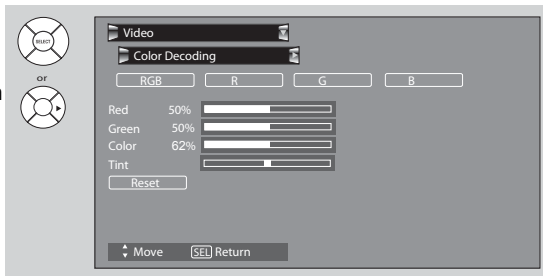 SELECT
or
Video
Color Decoding
RGB R G B
Red 50%
Green 50%
Color 62%
Tint
Reset
Move SEL Return